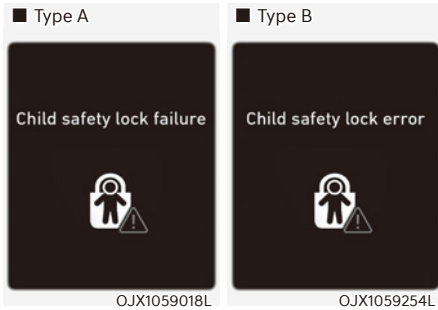 ■ Type A
Child safety lock failure
OJX1059018L
■ Type B
Child safety lock error
OJX1059254L